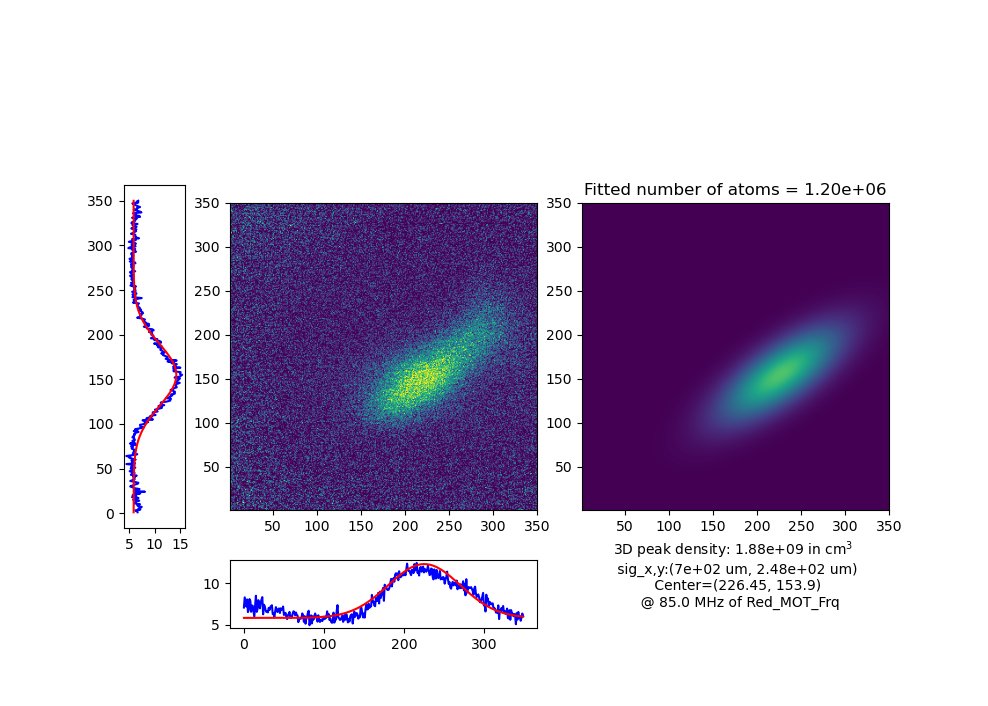 Fitted number of atoms = 1.20e+06
350
300
250
200
150
100
50
0
5 10 15
350
300
250
200
150
100
50
50 100 150 200 250 300 350
350
300
250
200
150
100
50
50 100 150 200 250 300 350
3D peak density: 1.88e+09 in cm³
sig_x,y:(7e+02 um, 2.48e+02 um)
Center=(226.45, 153.9)
@ 85.0 MHz of Red_MOT_Frq
10
5
0 100 200 300